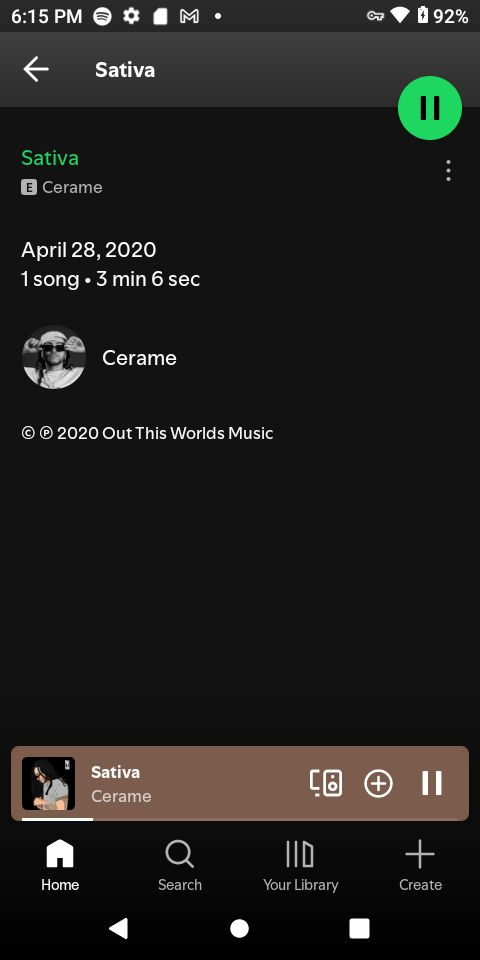 6:15 PM
92%
Sativa
Sativa
E Cerame
April 28, 2020
1 song • 3 min 6 sec
Cerame
© ℗ 2020 Out This Worlds Music
Sativa
Cerame
Home
Search
Your Library
Create